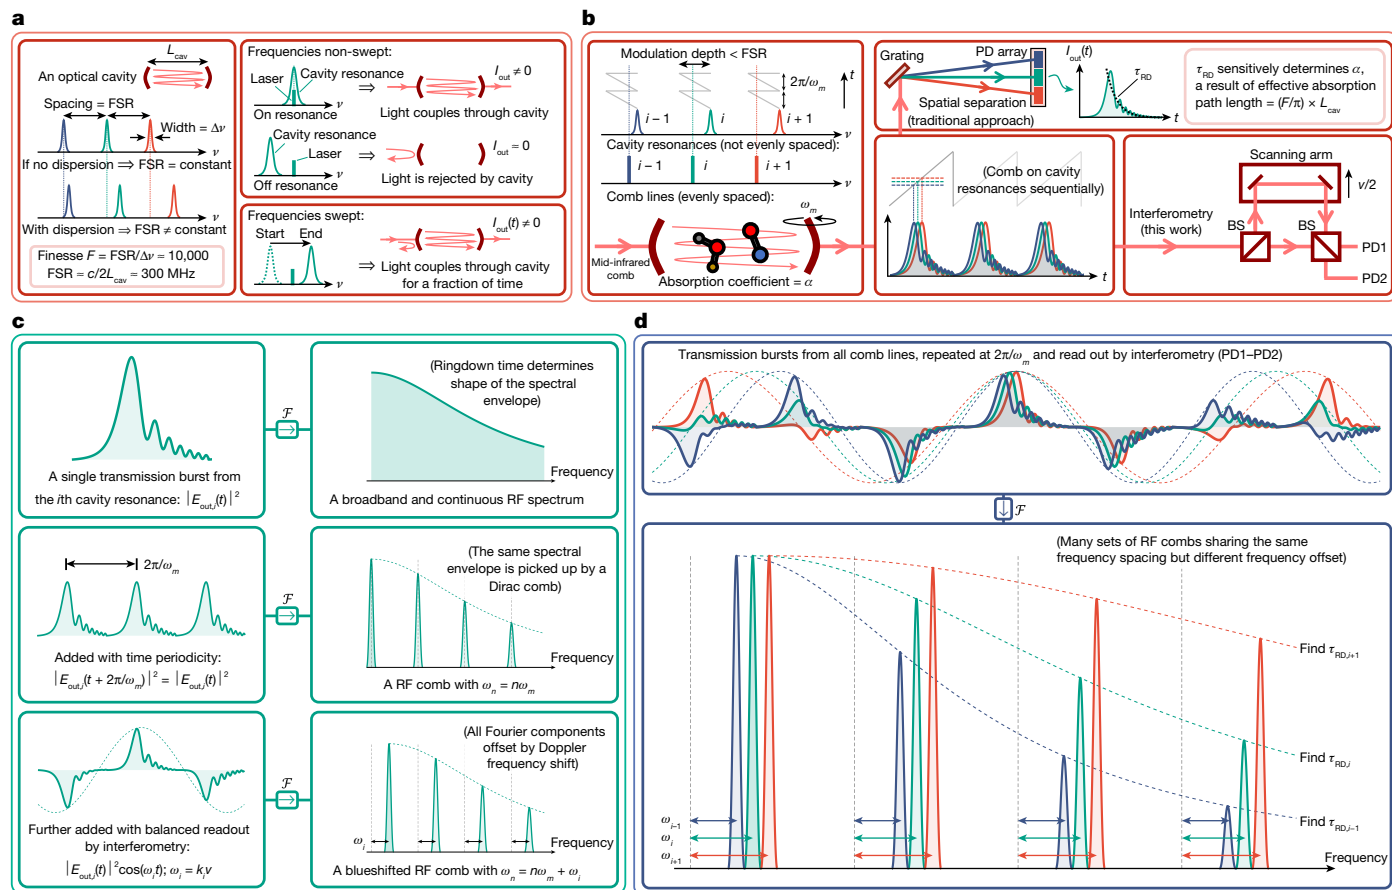 a
L_cav
An optical cavity
Spacing = FSR
Width = Δν
ν
If no dispersion ⇒ FSR = constant
ν
With dispersion ⇒ FSR ≠ constant
Finesse F = FSR/Δν ≈ 10,000
FSR ≈ c/2L_cav ≈ 300 MHz
Frequencies non-swept:
Cavity resonance
Laser
⇒
I_out ≠ 0
ν
On resonance
Light couples through cavity
Cavity resonance
Laser
⇒
I_out ≈ 0
ν
Off resonance
Light is rejected by cavity
Frequencies swept:
Start
End
I_out(t) ≠ 0
⇒
Light couples through cavity
for a fraction of time
ν
b
Modulation depth < FSR
t
2π/ω_m
i − 1
i
i + 1
ν
Cavity resonances (not evenly spaced):
i − 1
i
i + 1
ν
Comb lines (evenly spaced):
ω_m
Mid-infrared
comb
Absorption coefficient = α
Grating
PD array
Spatial separation
(traditional approach)
I_out(t)
τ_RD
t
τ_RD sensitively determines α,
a result of effective absorption
path length = (F/π) × L_cav
(Comb on cavity
resonances sequentially)
t
Interferometry
(this work)
Scanning arm
v/2
BS
BS
PD1
PD2
c
A single transmission burst from
the ith cavity resonance: |E_out,i(t)|²
ℱ
→
(Ringdown time determines
shape of the spectral
envelope)
Frequency
A broadband and continuous RF spectrum
2π/ω_m
Added with time periodicity:
|E_out,i(t + 2π/ω_m)|² = |E_out,i(t)|²
ℱ
→
(The same spectral
envelope is picked up by a
Dirac comb)
Frequency
A RF comb with ω_n = nω_m
Further added with balanced readout
by interferometry:
|E_out,i(t)|²cos(ω_i t); ω_i = k_i v
ℱ
→
(All Fourier components
offset by Doppler
frequency shift)
ω_i
Frequency
A blueshifted RF comb with ω_n = nω_m + ω_i
d
Transmission bursts from all comb lines, repeated at 2π/ω_m and read out by interferometry (PD1–PD2)
↓
ℱ
(Many sets of RF combs sharing the same
frequency spacing but different frequency offset)
Find τ_RD,i+1
Find τ_RD,i
Find τ_RD,i−1
ω_i−1
ω_i
ω_i+1
Frequency